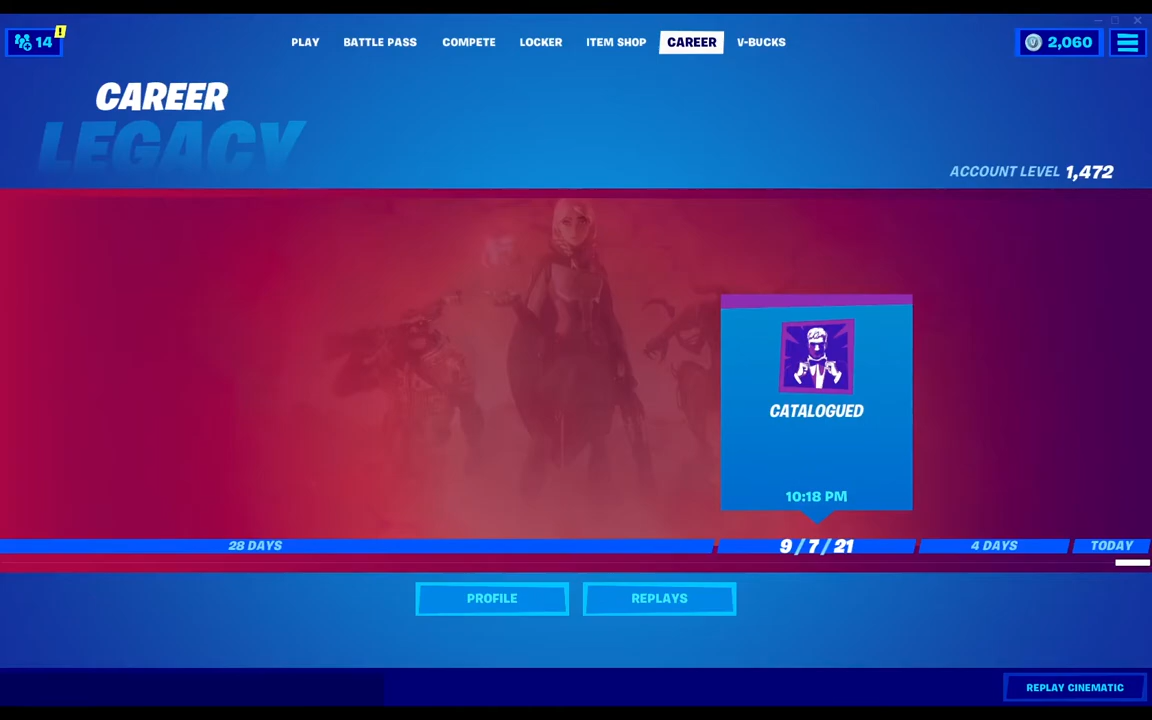 14 !
PLAY BATTLE PASS COMPETE LOCKER ITEM SHOP CAREER V-BUCKS
2,060
CAREER
LEGACY
ACCOUNT LEVEL 1,472
CATALOGUED
10:18 PM
28 DAYS 9/7/21 4 DAYS TODAY
PROFILE REPLAYS
REPLAY CINEMATIC